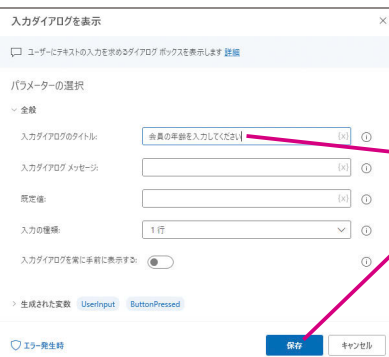 入力ダイアログを表示
ユーザーにテキストの入力を求めるダイアログ ボックスを表示します 詳細
パラメーターの選択
全般
入力ダイアログのタイトル: 会員の年齢を入力してください {x}
入力ダイアログ メッセージ: {x}
既定値: {x}
入力の種類: 1 行
入力ダイアログを常に手前に表示する:
生成された変数 UserInput ButtonPressed
エラー発生時 保存 キャンセル